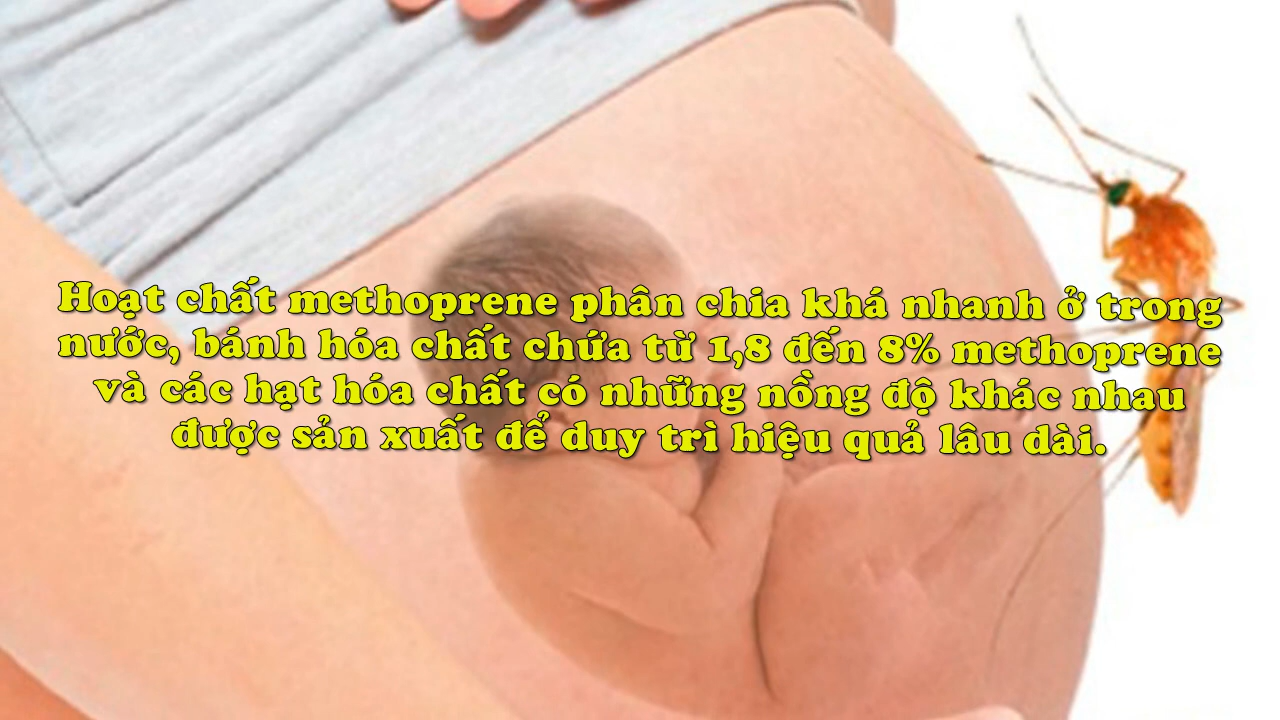 Hoạt chất methoprene phân chia khá nhanh ở trong
nước, bánh hóa chất chứa từ 1,8 đến 8% methoprene
và các hạt hóa chất có những nồng độ khác nhau
được sản xuất để duy trì hiệu quả lâu dài.